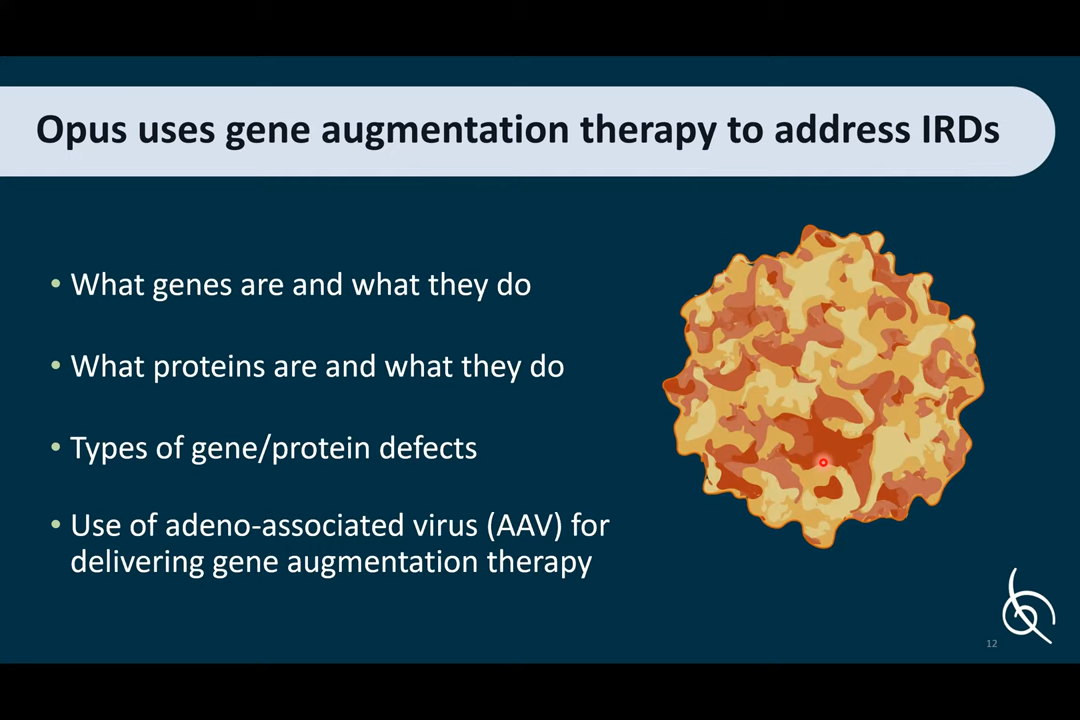 Opus uses gene augmentation therapy to address IRDs
• What genes are and what they do
• What proteins are and what they do
• Types of gene/protein defects
• Use of adeno-associated virus (AAV) for
delivering gene augmentation therapy
12